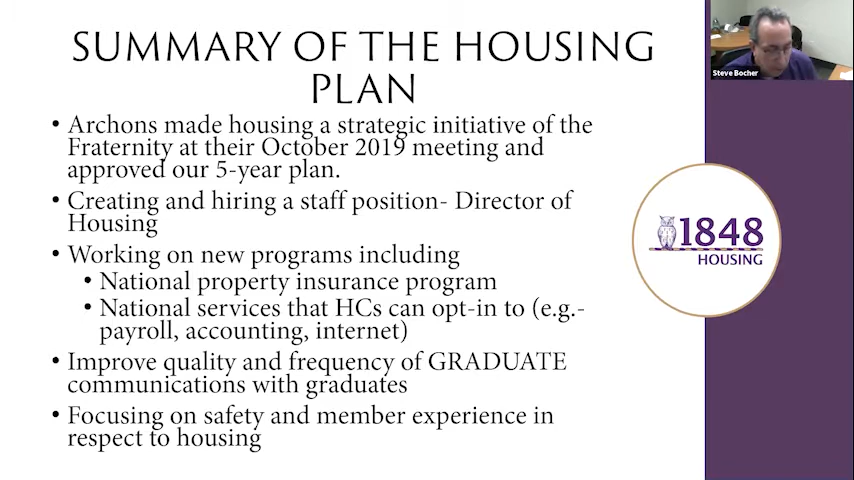 SUMMARY OF THE HOUSING
PLAN
• Archons made housing a strategic initiative of the
Fraternity at their October 2019 meeting and
approved our 5-year plan.
• Creating and hiring a staff position- Director of
Housing
• Working on new programs including
• National property insurance program
• National services that HCs can opt-in to (e.g.-
payroll, accounting, internet)
• Improve quality and frequency of GRADUATE
communications with graduates
• Focusing on safety and member experience in
respect to housing
Steve Bocher
1848
HOUSING